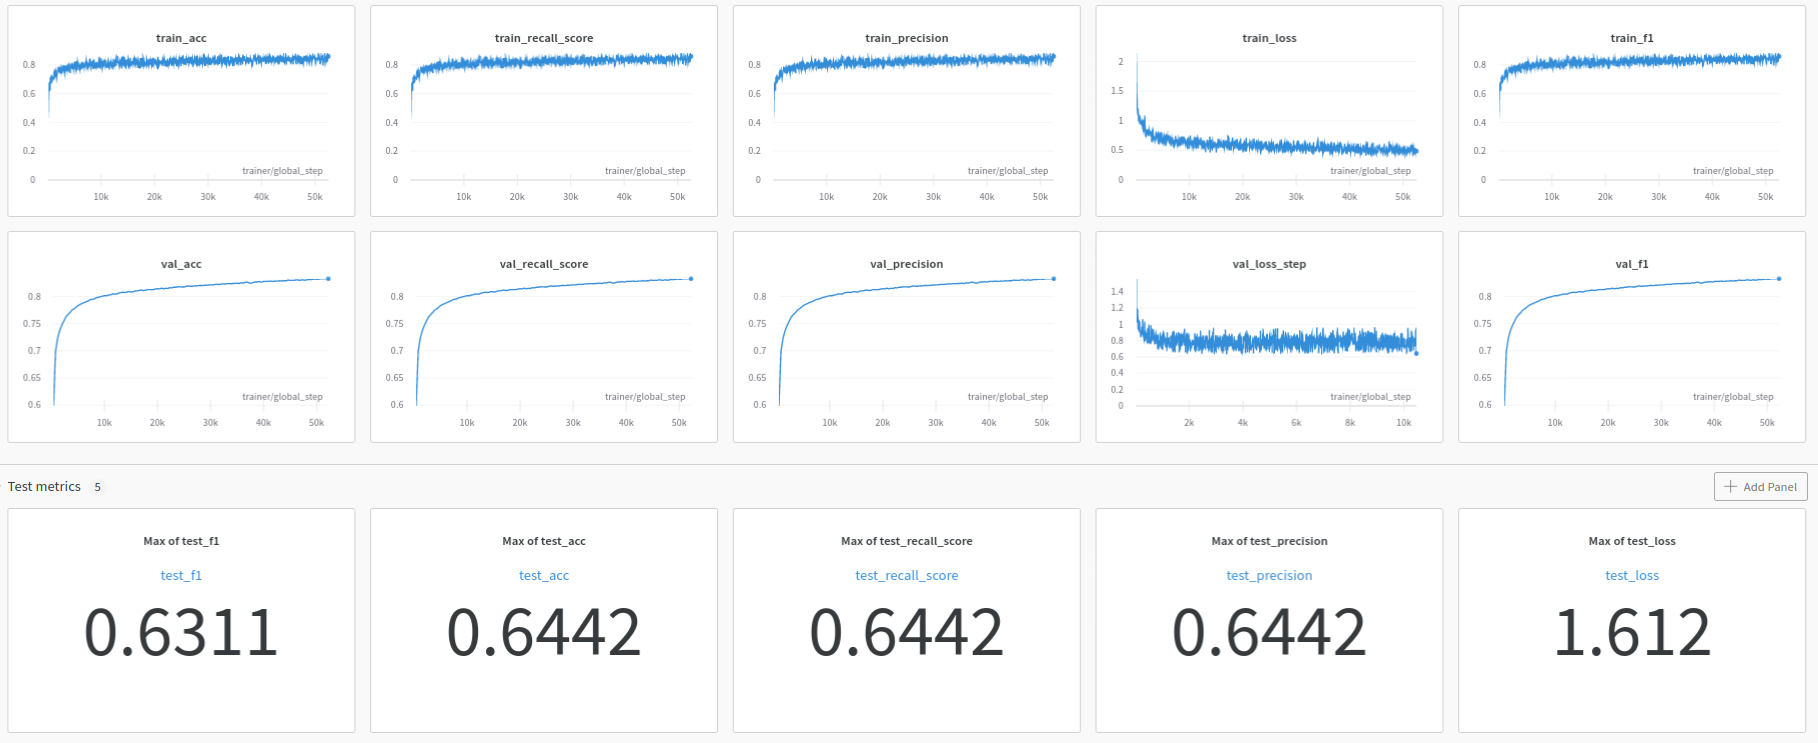 train_acc
0.8
0.6
0.4
0.2
0
trainer/global_step
10k 20k 30k 40k 50k
train_recall_score
0.8
0.6
0.4
0.2
0
trainer/global_step
10k 20k 30k 40k 50k
train_precision
0.8
0.6
0.4
0.2
0
trainer/global_step
10k 20k 30k 40k 50k
train_loss
2
1.5
1
0.5
0
trainer/global_step
10k 20k 30k 40k 50k
train_f1
0.8
0.6
0.4
0.2
0
trainer/global_step
10k 20k 30k 40k 50k
val_acc
0.8
0.75
0.7
0.65
0.6
trainer/global_step
10k 20k 30k 40k 50k
val_recall_score
0.8
0.75
0.7
0.65
0.6
trainer/global_step
10k 20k 30k 40k 50k
val_precision
0.8
0.75
0.7
0.65
0.6
trainer/global_step
10k 20k 30k 40k 50k
val_loss_step
1.4
1.2
1
0.8
0.6
0.4
0.2
0
trainer/global_step
2k 4k 6k 8k 10k
val_f1
0.8
0.75
0.7
0.65
0.6
trainer/global_step
10k 20k 30k 40k 50k
Test metrics 5
Add Panel
Max of test_f1
test_f1
0.6311
Max of test_acc
test_acc
0.6442
Max of test_recall_score
test_recall_score
0.6442
Max of test_precision
test_precision
0.6442
Max of test_loss
test_loss
1.612